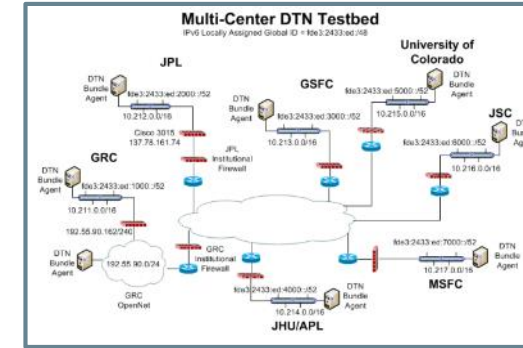 Multi-Center DTN Testbed
IPV6 Locally Assigned Global ID = fde3:2433:ed:/48
JPL
DTN
Bundle
Agent
fde3:2433:ed:2000::/52
10.212.0.0/16
Cisco 3015
137.78.161.74
JPL
Institutional
Firewall
GSFC
DTN
Bundle
Agent
fde3:2433:ed:3000::/52
10.213.0.0/16
University of
Colorado
DTN
Bundle
Agent
fde3:2433:ed:5000::/52
10.215.0.0/16
JSC
Bundle
Agent
fde3:2433:ed:6000::/52
10.216.0.0/16
GRC
DTN
Bundle
Agent
fde3:2433:ed:1000::/52
10.211.0.0/16
192.55.90.162/240
DTN
Bundle
Agent
192.55.90.0/24
GRC
OpenNet
GRC
Institutional
Firewall
fde3:2433:ed:4000::/52
10.214.0.0/16
DTN
Bundle
Agent
JHU/APL
fde3:2433:ed:7000::/52
10.217.0.0/16
DTN
Bundle
Agent
MSFC